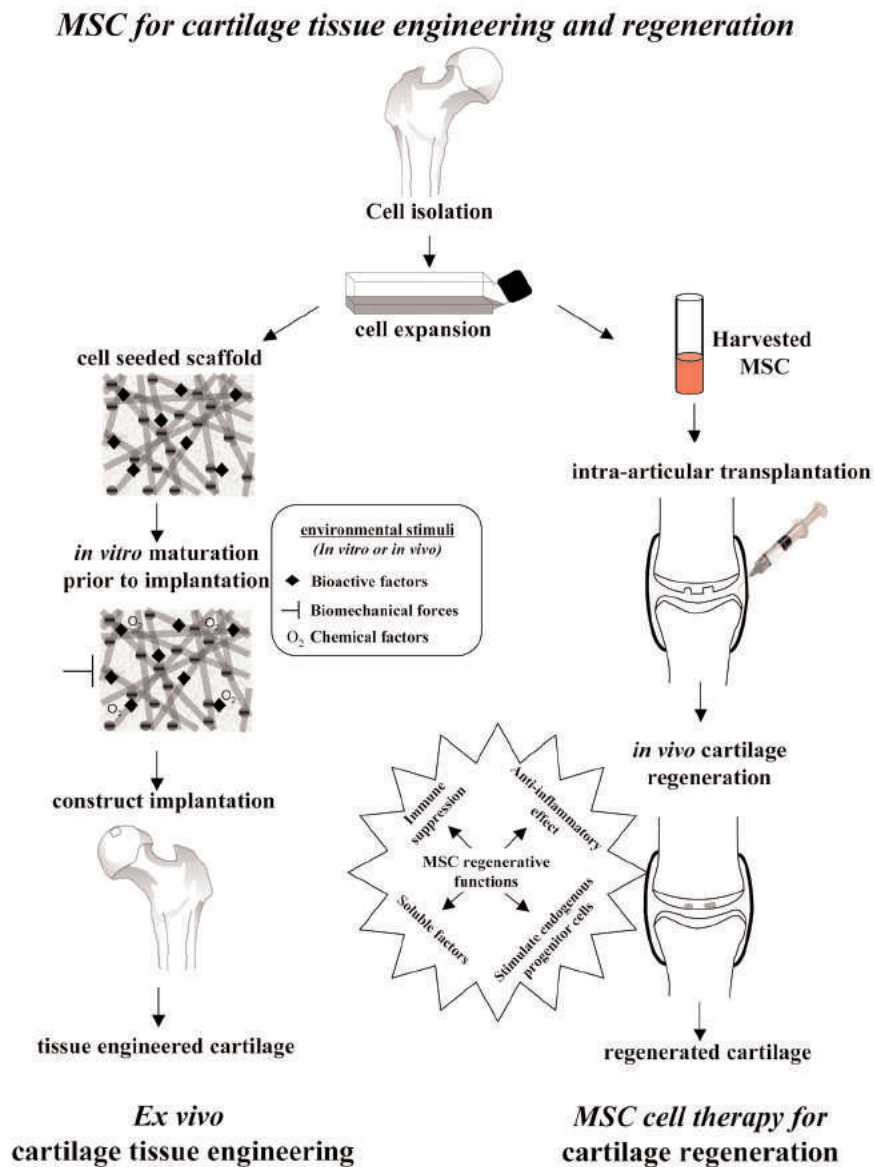 MSC for cartilage tissue engineering and regeneration
Cell isolation
cell expansion
cell seeded scaffold
in vitro maturation
prior to implantation
environmental stimuli
(In vitro or in vivo)
Bioactive factors
Biomechanical forces
O2 Chemical factors
O2
O2
O2
O2
construct implantation
tissue engineered cartilage
Ex vivo
cartilage tissue engineering
Harvested
MSC
intra-articular transplantation
in vivo cartilage
regeneration
Immune
suppression
Anti-inflammatory
effect
MSC regenerative
functions
Soluble factors
Stimulate endogenous
progenitor cells
regenerated cartilage
MSC cell therapy for
cartilage regeneration